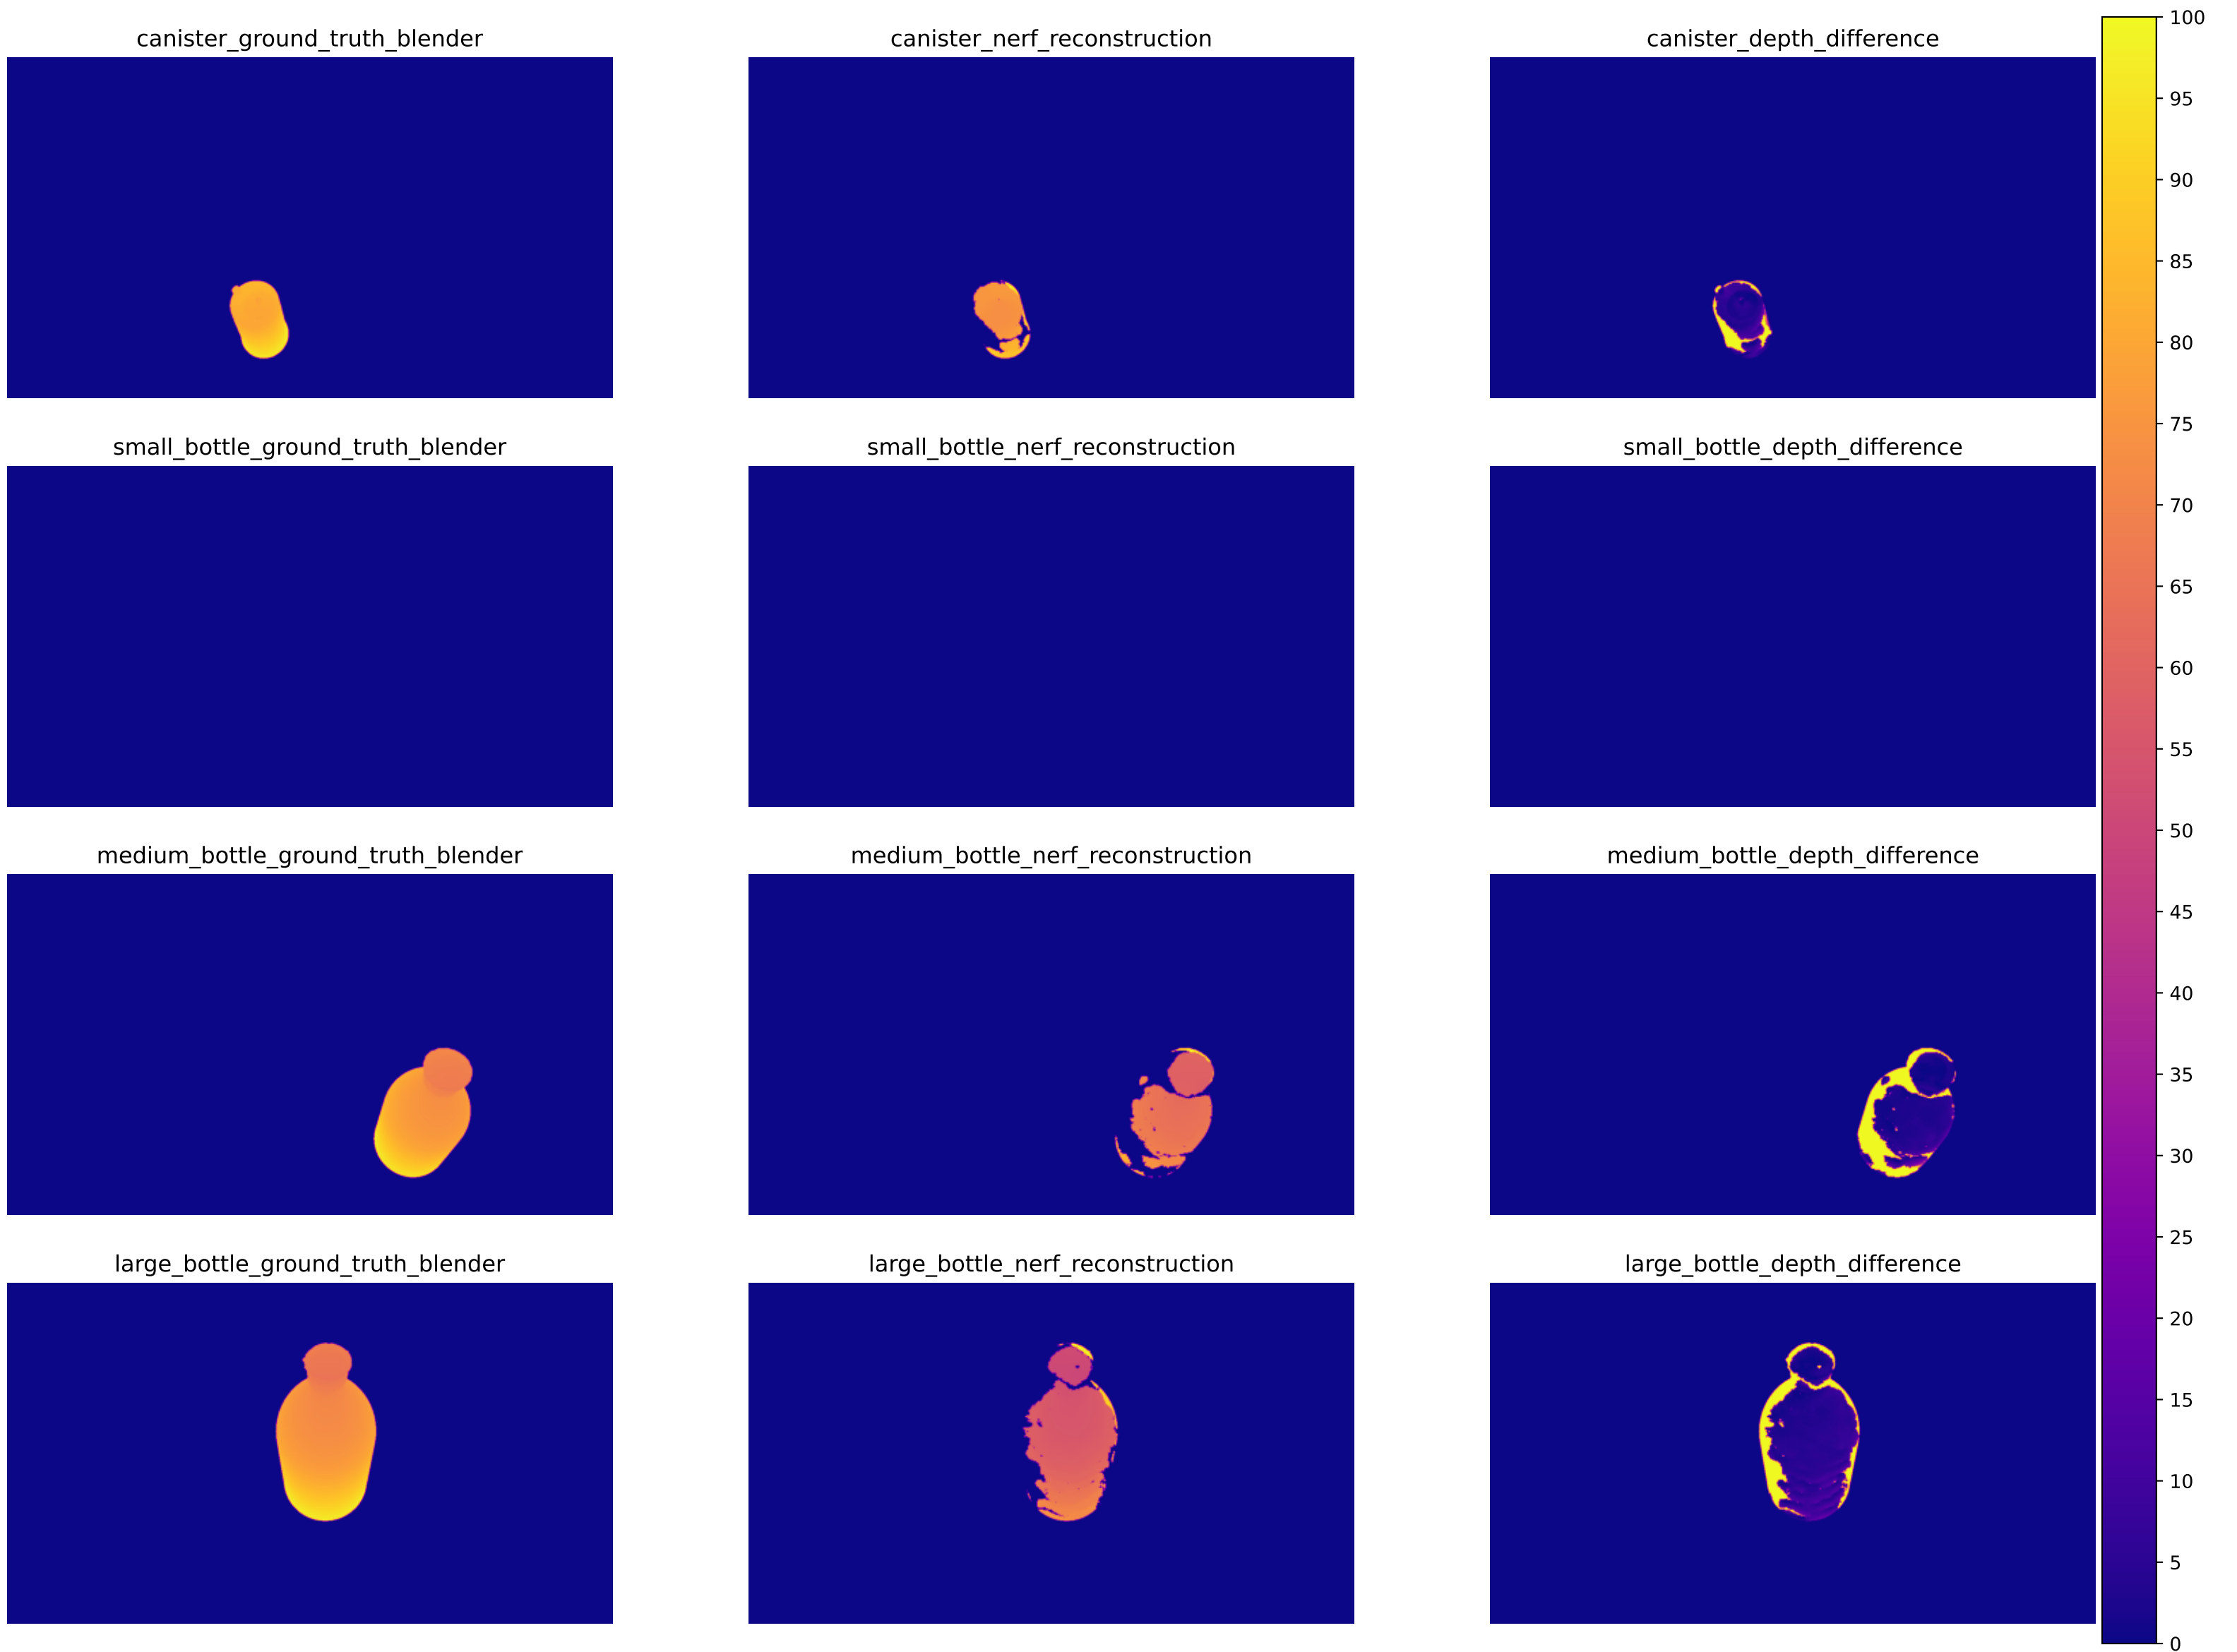 canister_ground_truth_blender
canister_nerf_reconstruction
canister_depth_difference
small_bottle_ground_truth_blender
small_bottle_nerf_reconstruction
small_bottle_depth_difference
medium_bottle_ground_truth_blender
medium_bottle_nerf_reconstruction
medium_bottle_depth_difference
large_bottle_ground_truth_blender
large_bottle_nerf_reconstruction
large_bottle_depth_difference
100
95
90
85
80
75
70
65
60
55
50
45
40
35
30
25
20
15
10
5
0